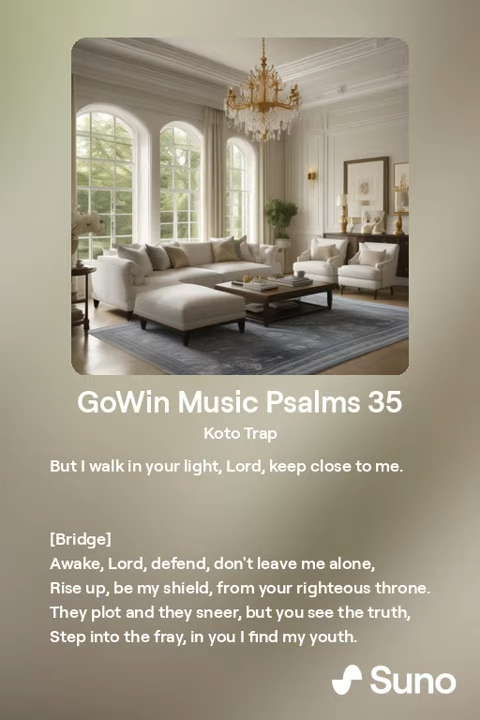 GoWin Music Psalms 35
Koto Trap
But I walk in your light, Lord, keep close to me.
[Bridge]
Awake, Lord, defend, don't leave me alone,
Rise up, be my shield, from your righteous throne.
They plot and they sneer, but you see the truth,
Step into the fray, in you I find my youth.
Suno